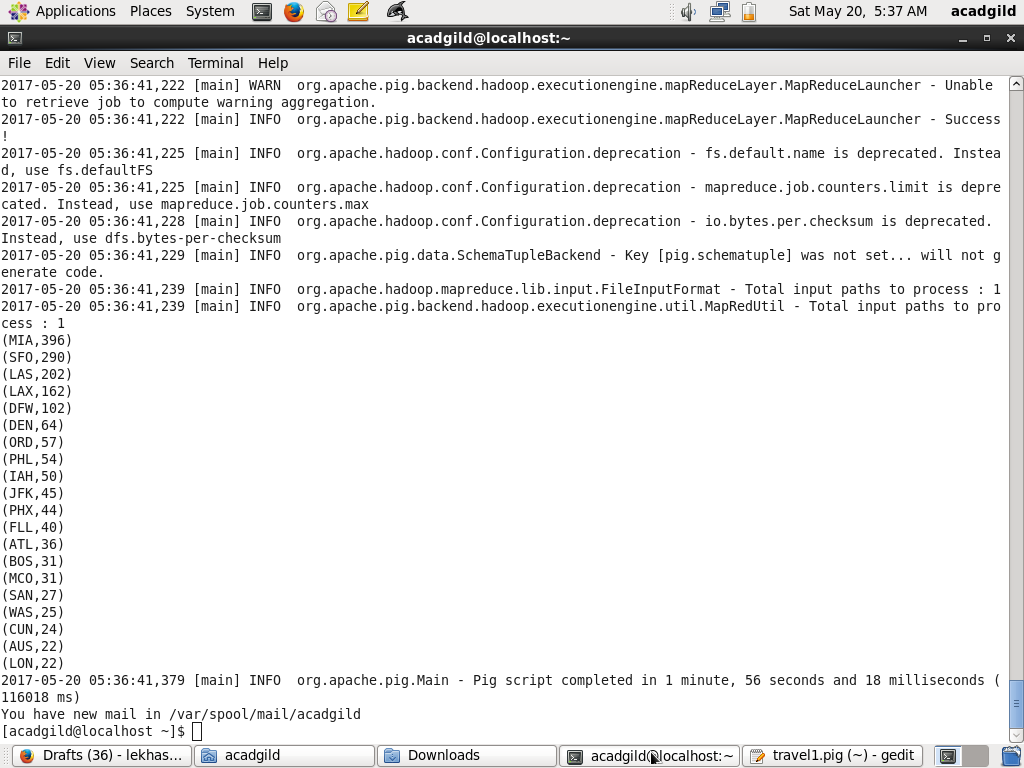 Applications Places System
Sat May 20, 5:37 AM acadgild
acadgild@localhost:~
File Edit View Search Terminal Help
2017-05-20 05:36:41,222 [main] WARN  org.apache.pig.backend.hadoop.executionengine.mapReduceLayer.MapReduceLauncher - Unable
to retrieve job to compute warning aggregation.
2017-05-20 05:36:41,222 [main] INFO  org.apache.pig.backend.hadoop.executionengine.mapReduceLayer.MapReduceLauncher - Success
!
2017-05-20 05:36:41,225 [main] INFO  org.apache.hadoop.conf.Configuration.deprecation - fs.default.name is deprecated. Instea
d, use fs.defaultFS
2017-05-20 05:36:41,225 [main] INFO  org.apache.hadoop.conf.Configuration.deprecation - mapreduce.job.counters.limit is depre
cated. Instead, use mapreduce.job.counters.max
2017-05-20 05:36:41,228 [main] INFO  org.apache.hadoop.conf.Configuration.deprecation - io.bytes.per.checksum is deprecated.
Instead, use dfs.bytes-per-checksum
2017-05-20 05:36:41,229 [main] INFO  org.apache.pig.data.SchemaTupleBackend - Key [pig.schematuple] was not set... will not g
enerate code.
2017-05-20 05:36:41,239 [main] INFO  org.apache.hadoop.mapreduce.lib.input.FileInputFormat - Total input paths to process : 1
2017-05-20 05:36:41,239 [main] INFO  org.apache.pig.backend.hadoop.executionengine.util.MapRedUtil - Total input paths to pro
cess : 1
(MIA,396)
(SFO,290)
(LAS,202)
(LAX,162)
(DFW,102)
(DEN,64)
(ORD,57)
(PHL,54)
(IAH,50)
(JFK,45)
(PHX,44)
(FLL,40)
(ATL,36)
(BOS,31)
(MCO,31)
(SAN,27)
(WAS,25)
(CUN,24)
(AUS,22)
(LON,22)
2017-05-20 05:36:41,379 [main] INFO  org.apache.pig.Main - Pig script completed in 1 minute, 56 seconds and 18 milliseconds (
116018 ms)
You have new mail in /var/spool/mail/acadgild
[acadgild@localhost ~]$
Drafts (36) - lekhas... acadgild Downloads acadgild@localhost:~ travel1.pig (~) - gedit